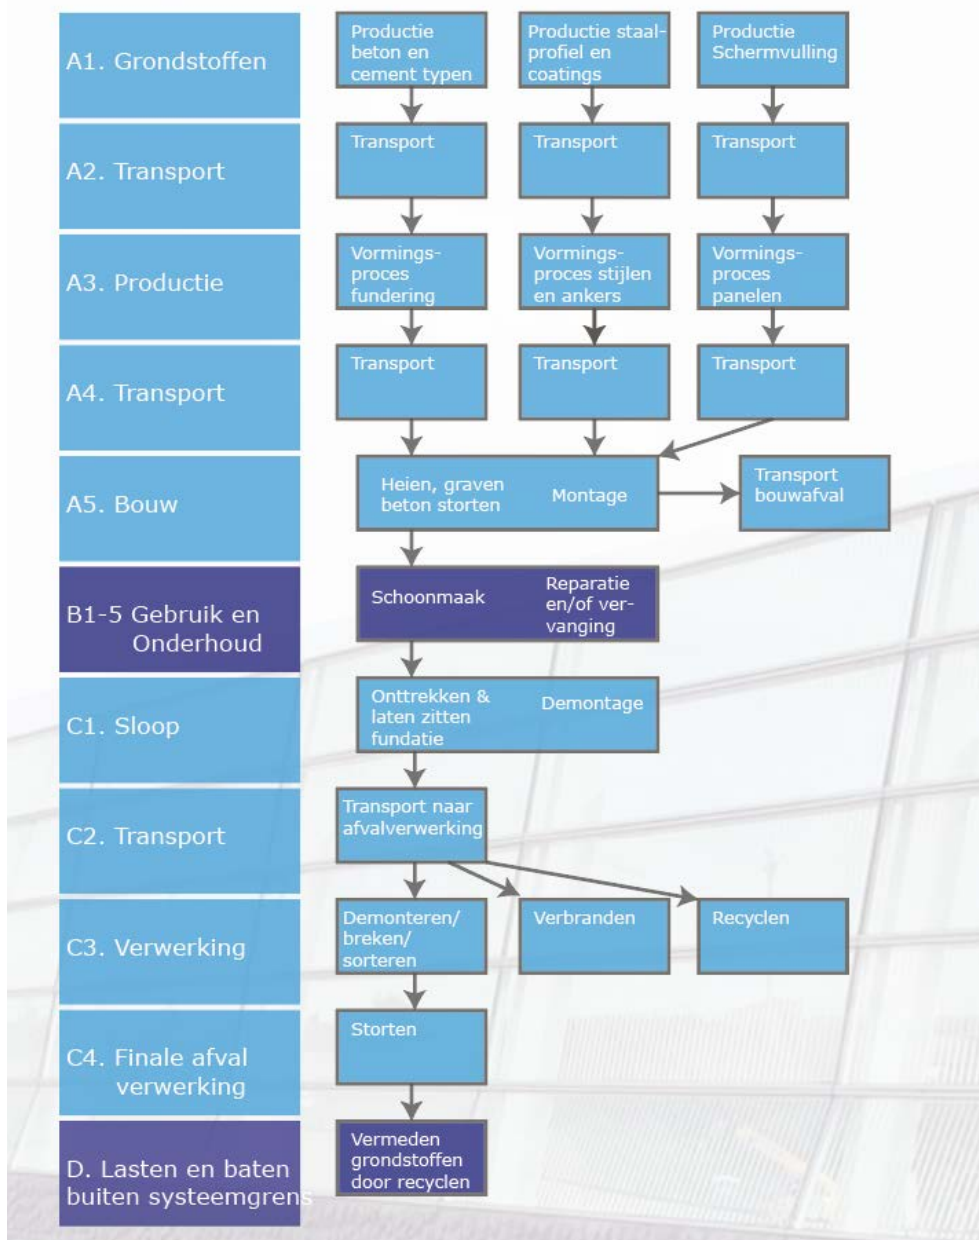 A1. Grondstoffen
Productie
beton en
cement typen
Productie staal-
profiel en
coatings
Productie
Schermvulling
A2. Transport
Transport
Transport
Transport
A3. Productie
Vormings-
proces
fundering
Vormings-
proces stijlen
en ankers
Vormings-
proces
panelen
A4. Transport
Transport
Transport
Transport
A5. Bouw
Heien, graven
beton storten
Montage
Transport
bouwafval
B1-5 Gebruik en
Onderhoud
Schoonmaak
Reparatie
en/of ver-
vanging
C1. Sloop
Onttrekken &
laten zitten
fundatie
Demontage
C2. Transport
Transport naar
afvalverwerking
C3. Verwerking
Demonteren/
breken/
sorteren
Verbranden
Recyclen
C4. Finale afval
verwerking
Storten
D. Lasten en baten
buiten systeemgrens
Vermeden
grondstoffen
door recyclen